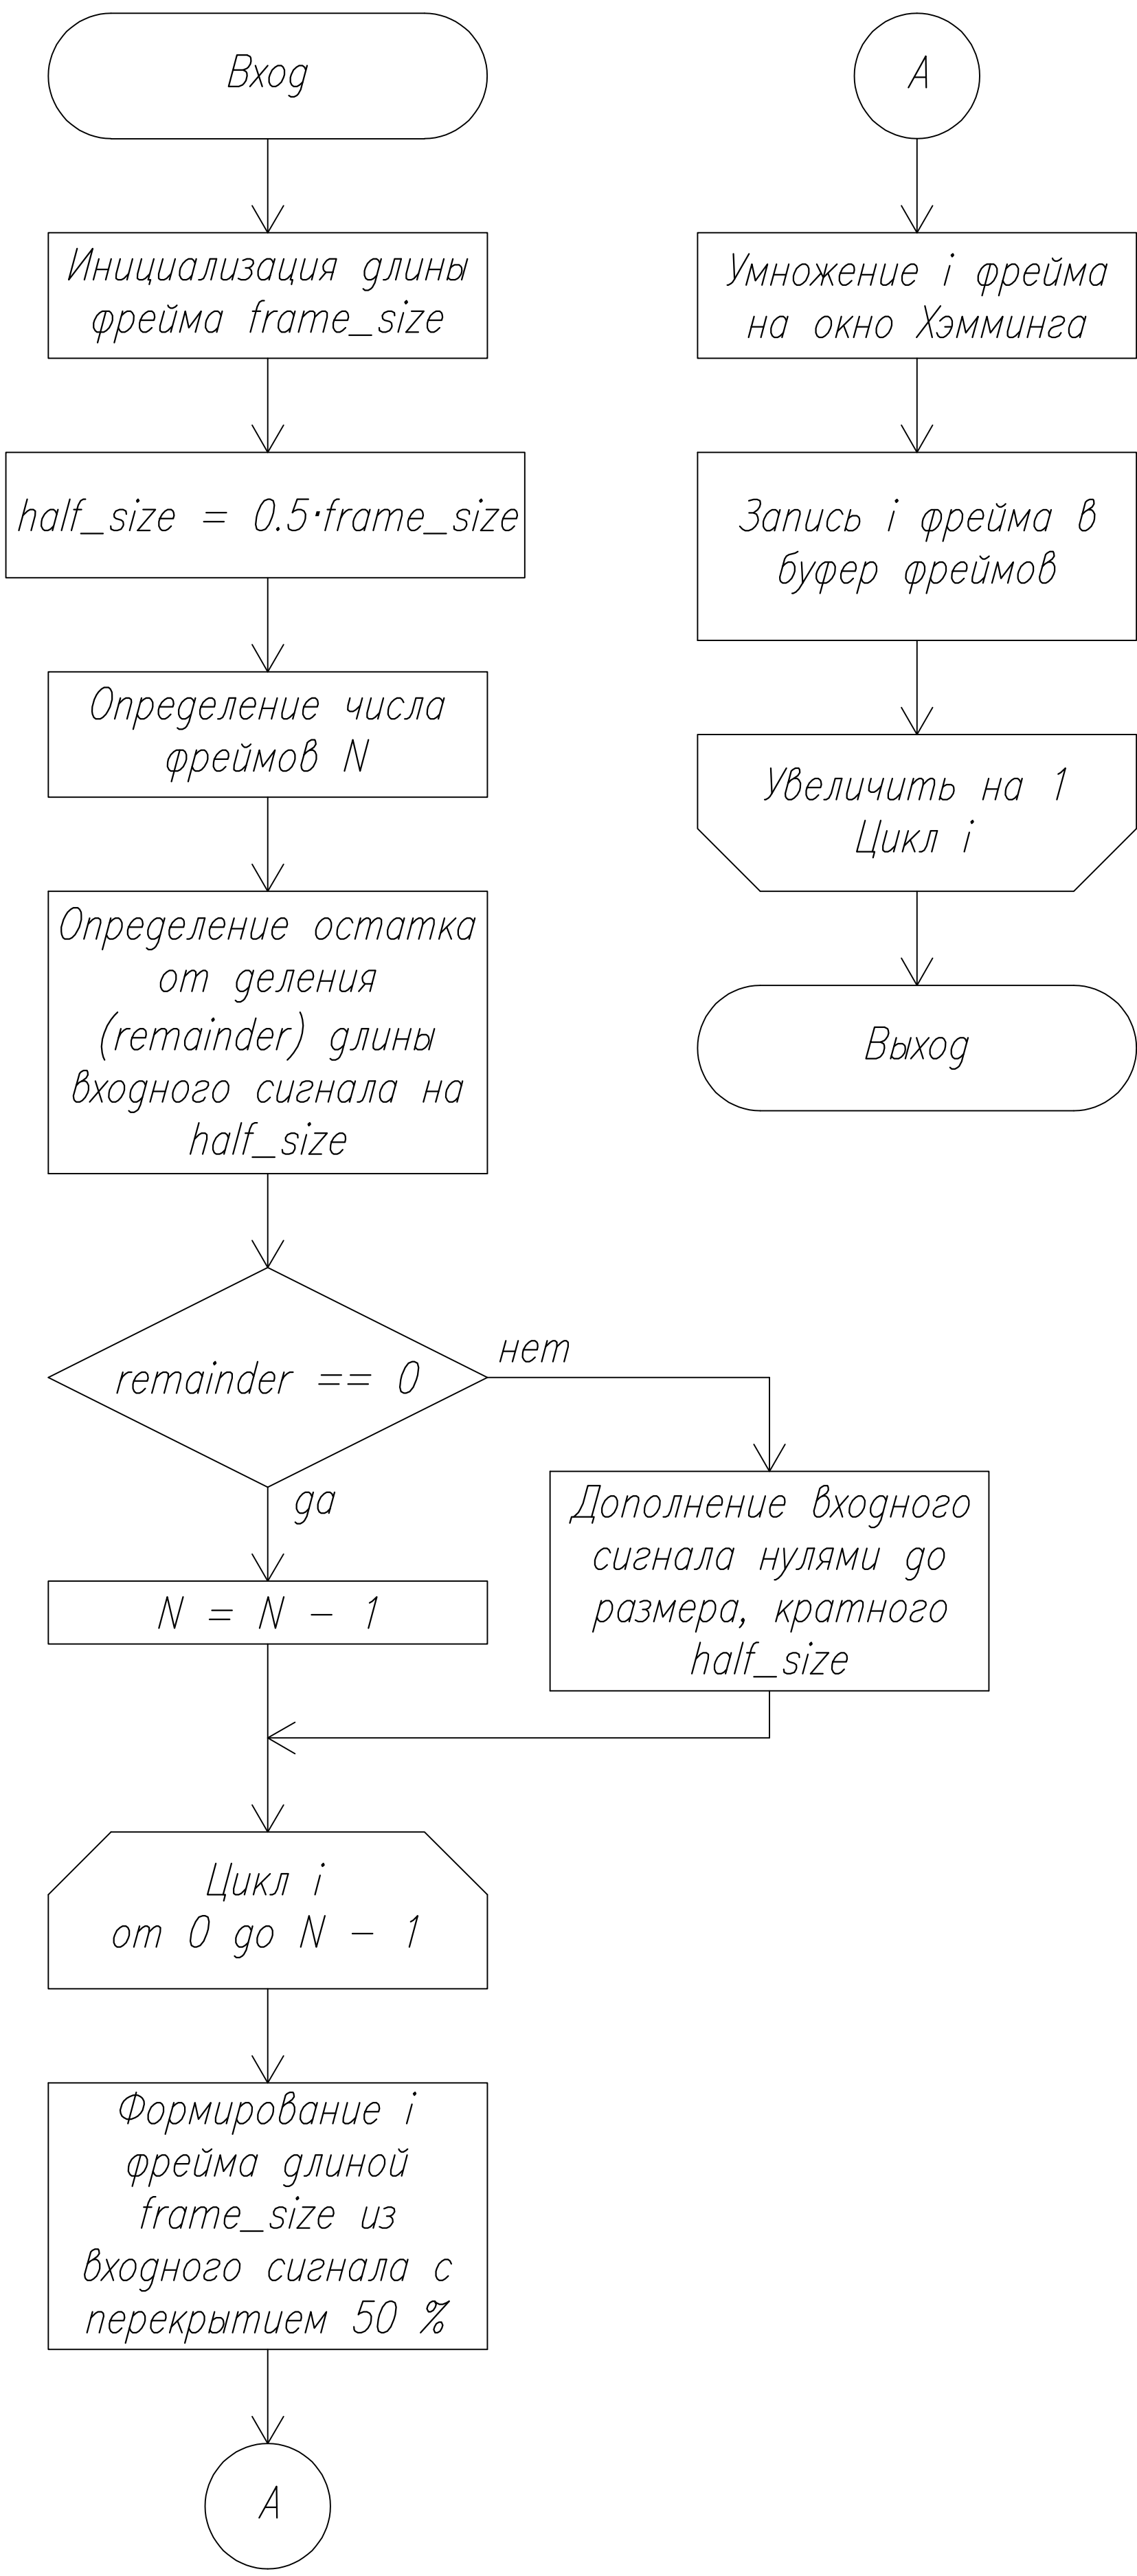 Вход
Инициализация длины
фрейма frame_size
half_size = 0.5·frame_size
Определение числа
фреймов N
Определение остатка
от деления
(remainder) длины
входного сигнала на
half_size
remainder == 0
нет
да
Дополнение входного
сигнала нулями до
размера, кратного
half_size
N = N - 1
Цикл i
от 0 до N - 1
Формирование i
фрейма длиной
frame_size из
входного сигнала с
перекрытием 50 %
A
A
Умножение i фрейма
на окно Хэмминга
Запись i фрейма в
буфер фреймов
Увеличить на 1
Цикл i
Выход